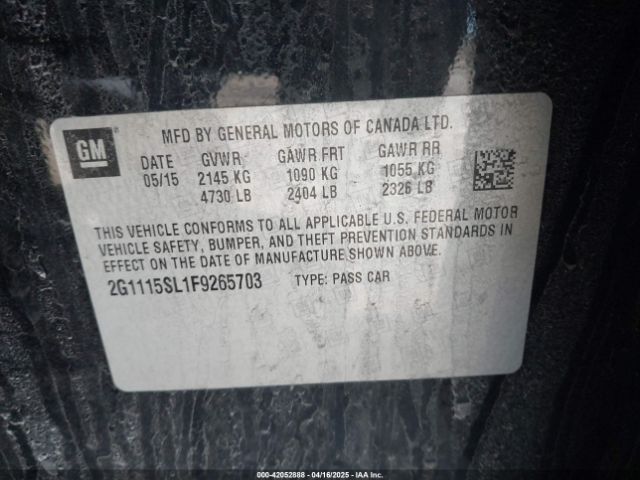 GM
MFD BY GENERAL MOTORS OF CANADA LTD.
DATE GVWR GAWR FRT GAWR RR
05/15 2145 KG 1090 KG 1055 KG
4730 LB 2404 LB 2326 LB
THIS VEHICLE CONFORMS TO ALL APPLICABLE U.S. FEDERAL MOTOR
VEHICLE SAFETY, BUMPER, AND THEFT PREVENTION STANDARDS IN
EFFECT ON THE DATE OF MANUFACTURE SHOWN ABOVE.
2G1115SL1F9265703 TYPE: PASS CAR
000-42052888 - 04/16/2025 - IAA Inc.